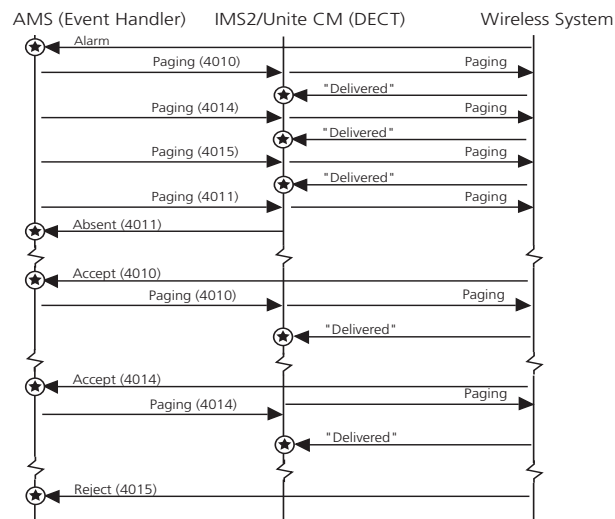 AMS (Event Handler) IMS2/Unite CM (DECT) Wireless System
Alarm
Paging (4010) Paging
"Delivered"
Paging (4014) Paging
"Delivered"
Paging (4015) Paging
"Delivered"
Paging (4011) Paging
Absent (4011)
Accept (4010)
Paging (4010) Paging
"Delivered"
Accept (4014)
Paging
Paging (4014)
"Delivered"
Reject (4015)